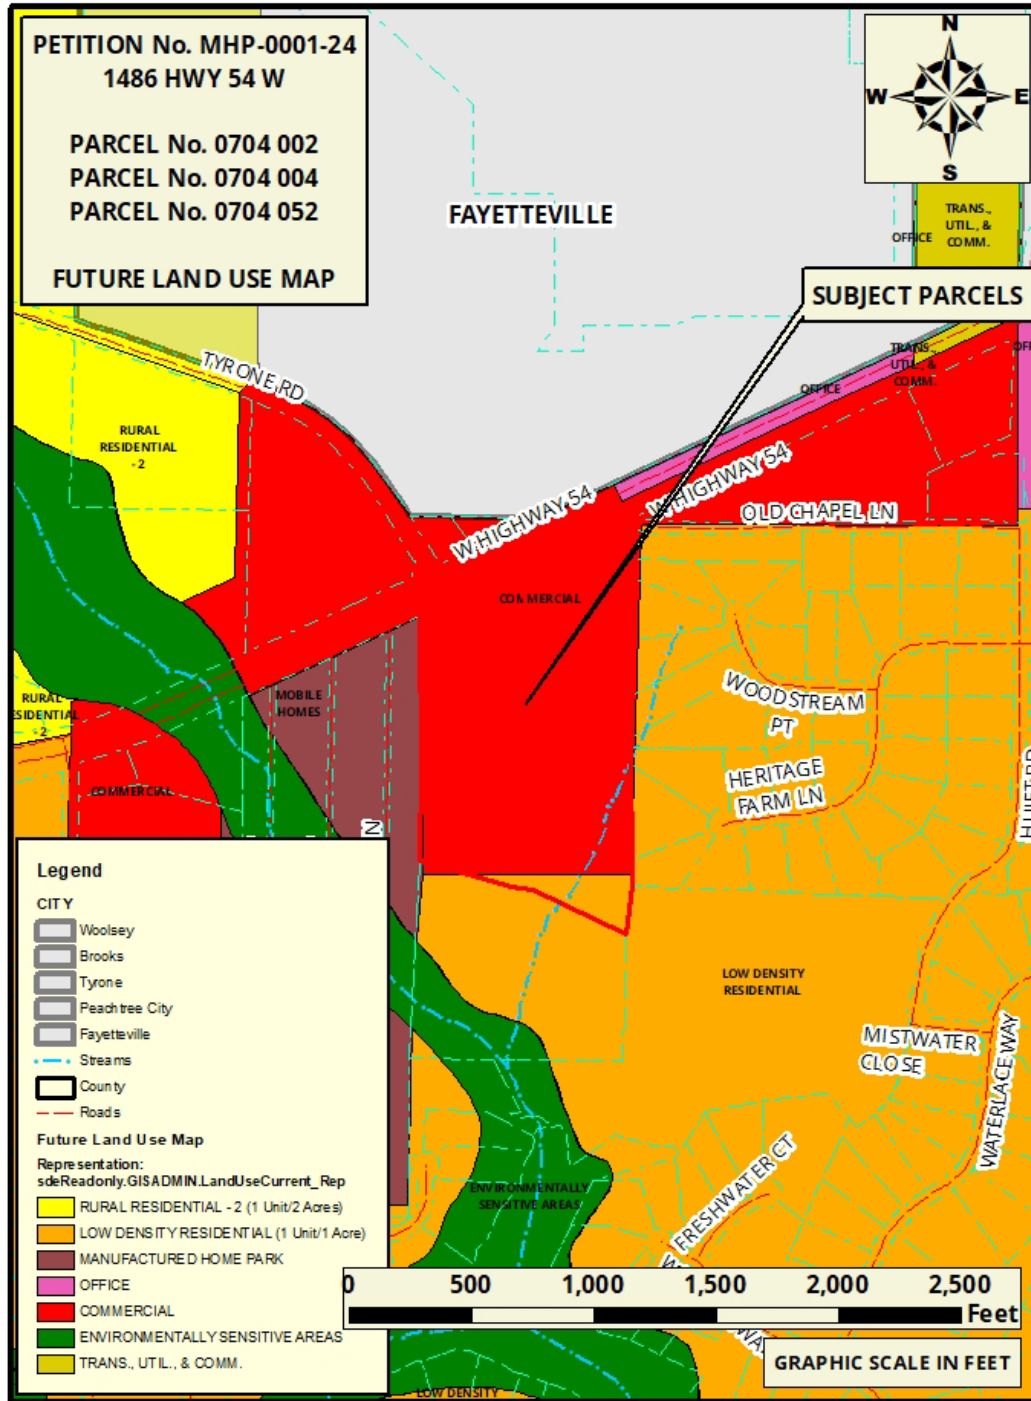 PETITION No. MHP-0001-24
1486 HWY 54 W
PARCEL No. 0704 002
PARCEL No. 0704 004
PARCEL No. 0704 052
FUTURE LAND USE MAP
N
W
E
S
FAYETTEVILLE
TRANS.,
UTIL., &
COMM.
OFFICE
SUBJECT PARCELS
TYRONE RD
TRANS.,
UTIL., &
COMM.
OFFICE
RURAL
RESIDENTIAL
-2
W HIGHWAY 54
W HIGHWAY 54
OLD CHAPEL LN
COMMERCIAL
MOBILE
HOMES
RURAL
RESIDENTIAL
-2
WOODSTREAM
PT
HERITAGE
FARM LN
COMMERCIAL
N
HUIET RD
LOW DENSITY
RESIDENTIAL
MISTWATER
CLOSE
WATERLACE WAY
FRESHWATER CT
ENVIRONMENTALLY
SENSITIVE AREAS
LOW DENSITY
Legend
CITY
Woolsey
Brooks
Tyrone
Peachtree City
Fayetteville
Streams
County
Roads
Future Land Use Map
Representation:
sdeReadonly.GISADMIN.LandUseCurrent_Rep
RURAL RESIDENTIAL - 2 (1 Unit/2 Acres)
LOW DENSITY RESIDENTIAL (1 Unit/1 Acre)
MANUFACTURED HOME PARK
OFFICE
COMMERCIAL
ENVIRONMENTALLY SENSITIVE AREAS
TRANS., UTIL., & COMM.
0 500 1,000 1,500 2,000 2,500
Feet
GRAPHIC SCALE IN FEET